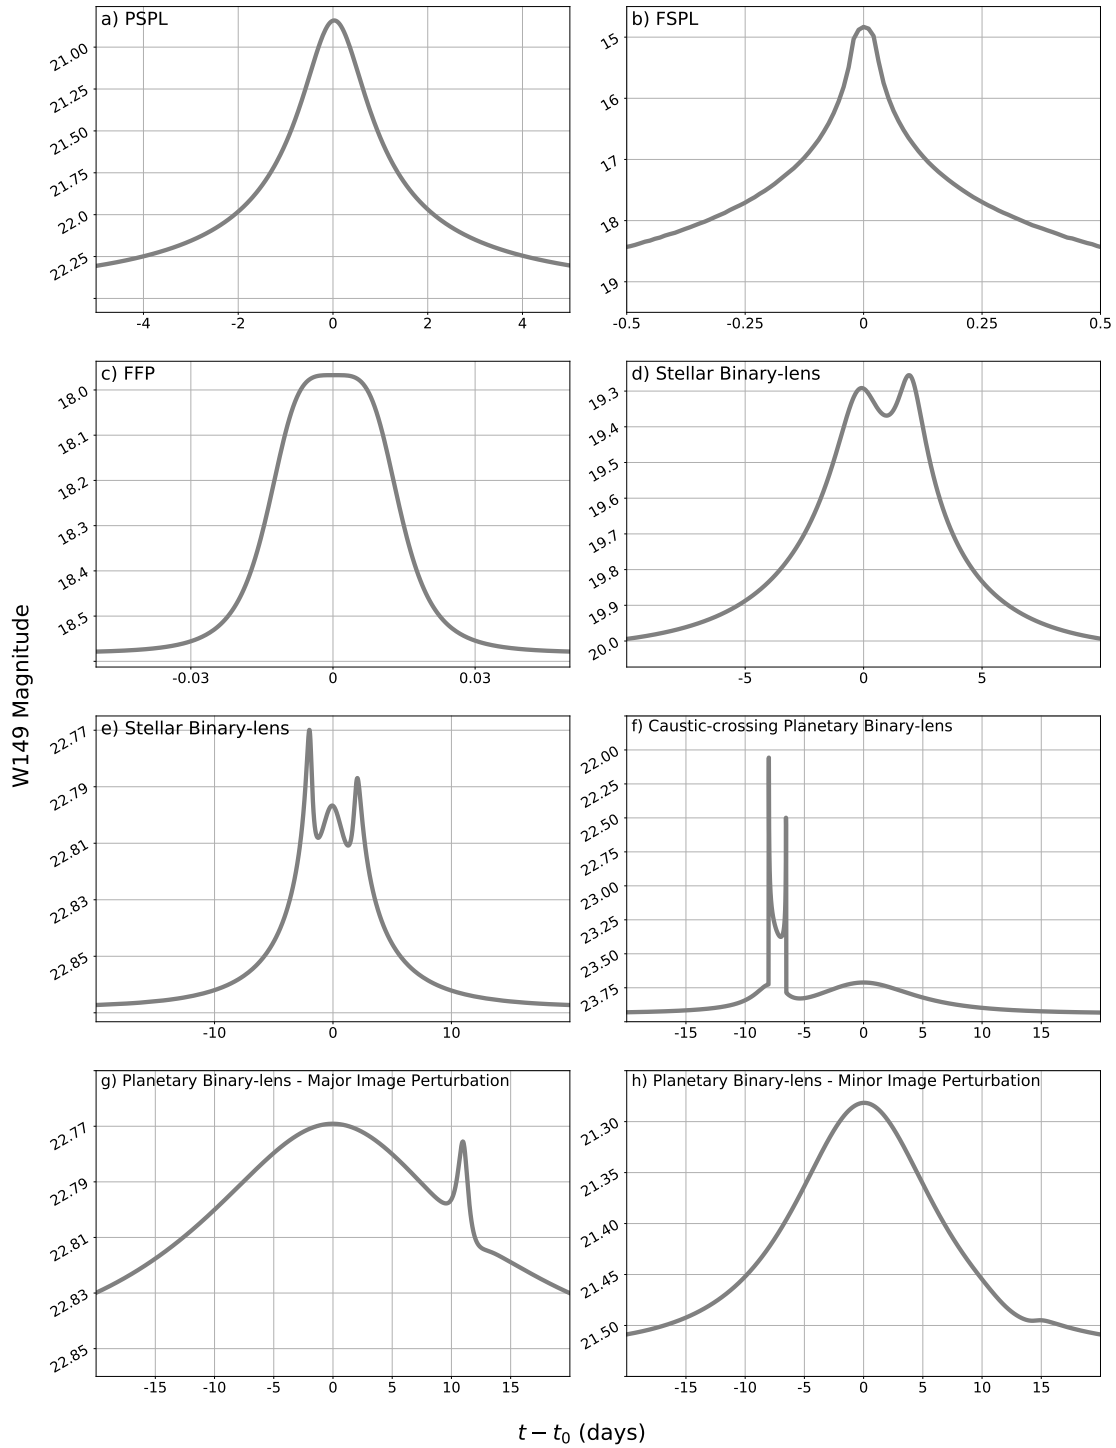 W149 Magnitude
a) PSPL
21.00
21.25
21.50
21.75
22.0
22.25
-4 -2 0 2 4
b) FSPL
15
16
17
18
19
-0.5 -0.25 0 0.25 0.5
c) FFP
18.0
18.1
18.2
18.3
18.4
18.5
-0.03 0 0.03
d) Stellar Binary-lens
19.3
19.4
19.5
19.6
19.7
19.8
19.9
20.0
-5 0 5
e) Stellar Binary-lens
22.77
22.79
22.81
22.83
22.85
-10 0 10
f) Caustic-crossing Planetary Binary-lens
22.00
22.25
22.50
22.75
23.00
23.25
23.50
23.75
-15 -10 -5 0 5 10 15
g) Planetary Binary-lens - Major Image Perturbation
22.77
22.79
22.81
22.83
22.85
-15 -10 -5 0 5 10 15
h) Planetary Binary-lens - Minor Image Perturbation
21.30
21.35
21.40
21.45
21.50
-15 -10 -5 0 5 10 15
t − t₀ (days)